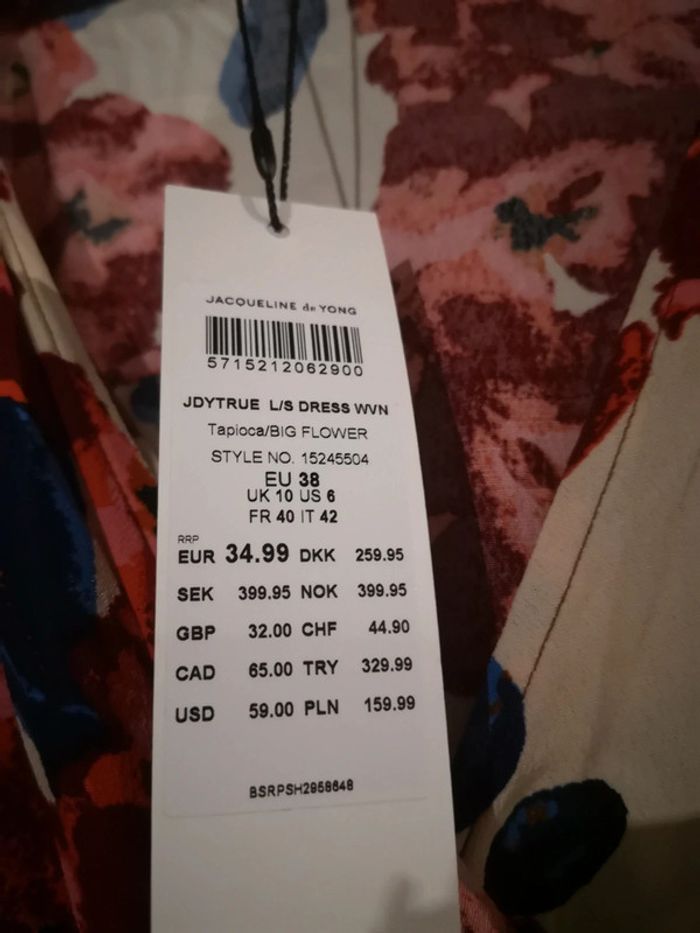 JACQUELINE de YONG
5715212062900
JDYTRUE L/S DRESS WVN
Tapioca/BIG FLOWER
STYLE NO. 15245504
EU 38
UK 10 US 6
FR 40 IT 42
RRP
EUR 34.99 DKK 259.95
SEK 399.95 NOK 399.95
GBP 32.00 CHF 44.90
CAD 65.00 TRY 329.99
USD 59.00 PLN 159.99
BSRPSH2958648